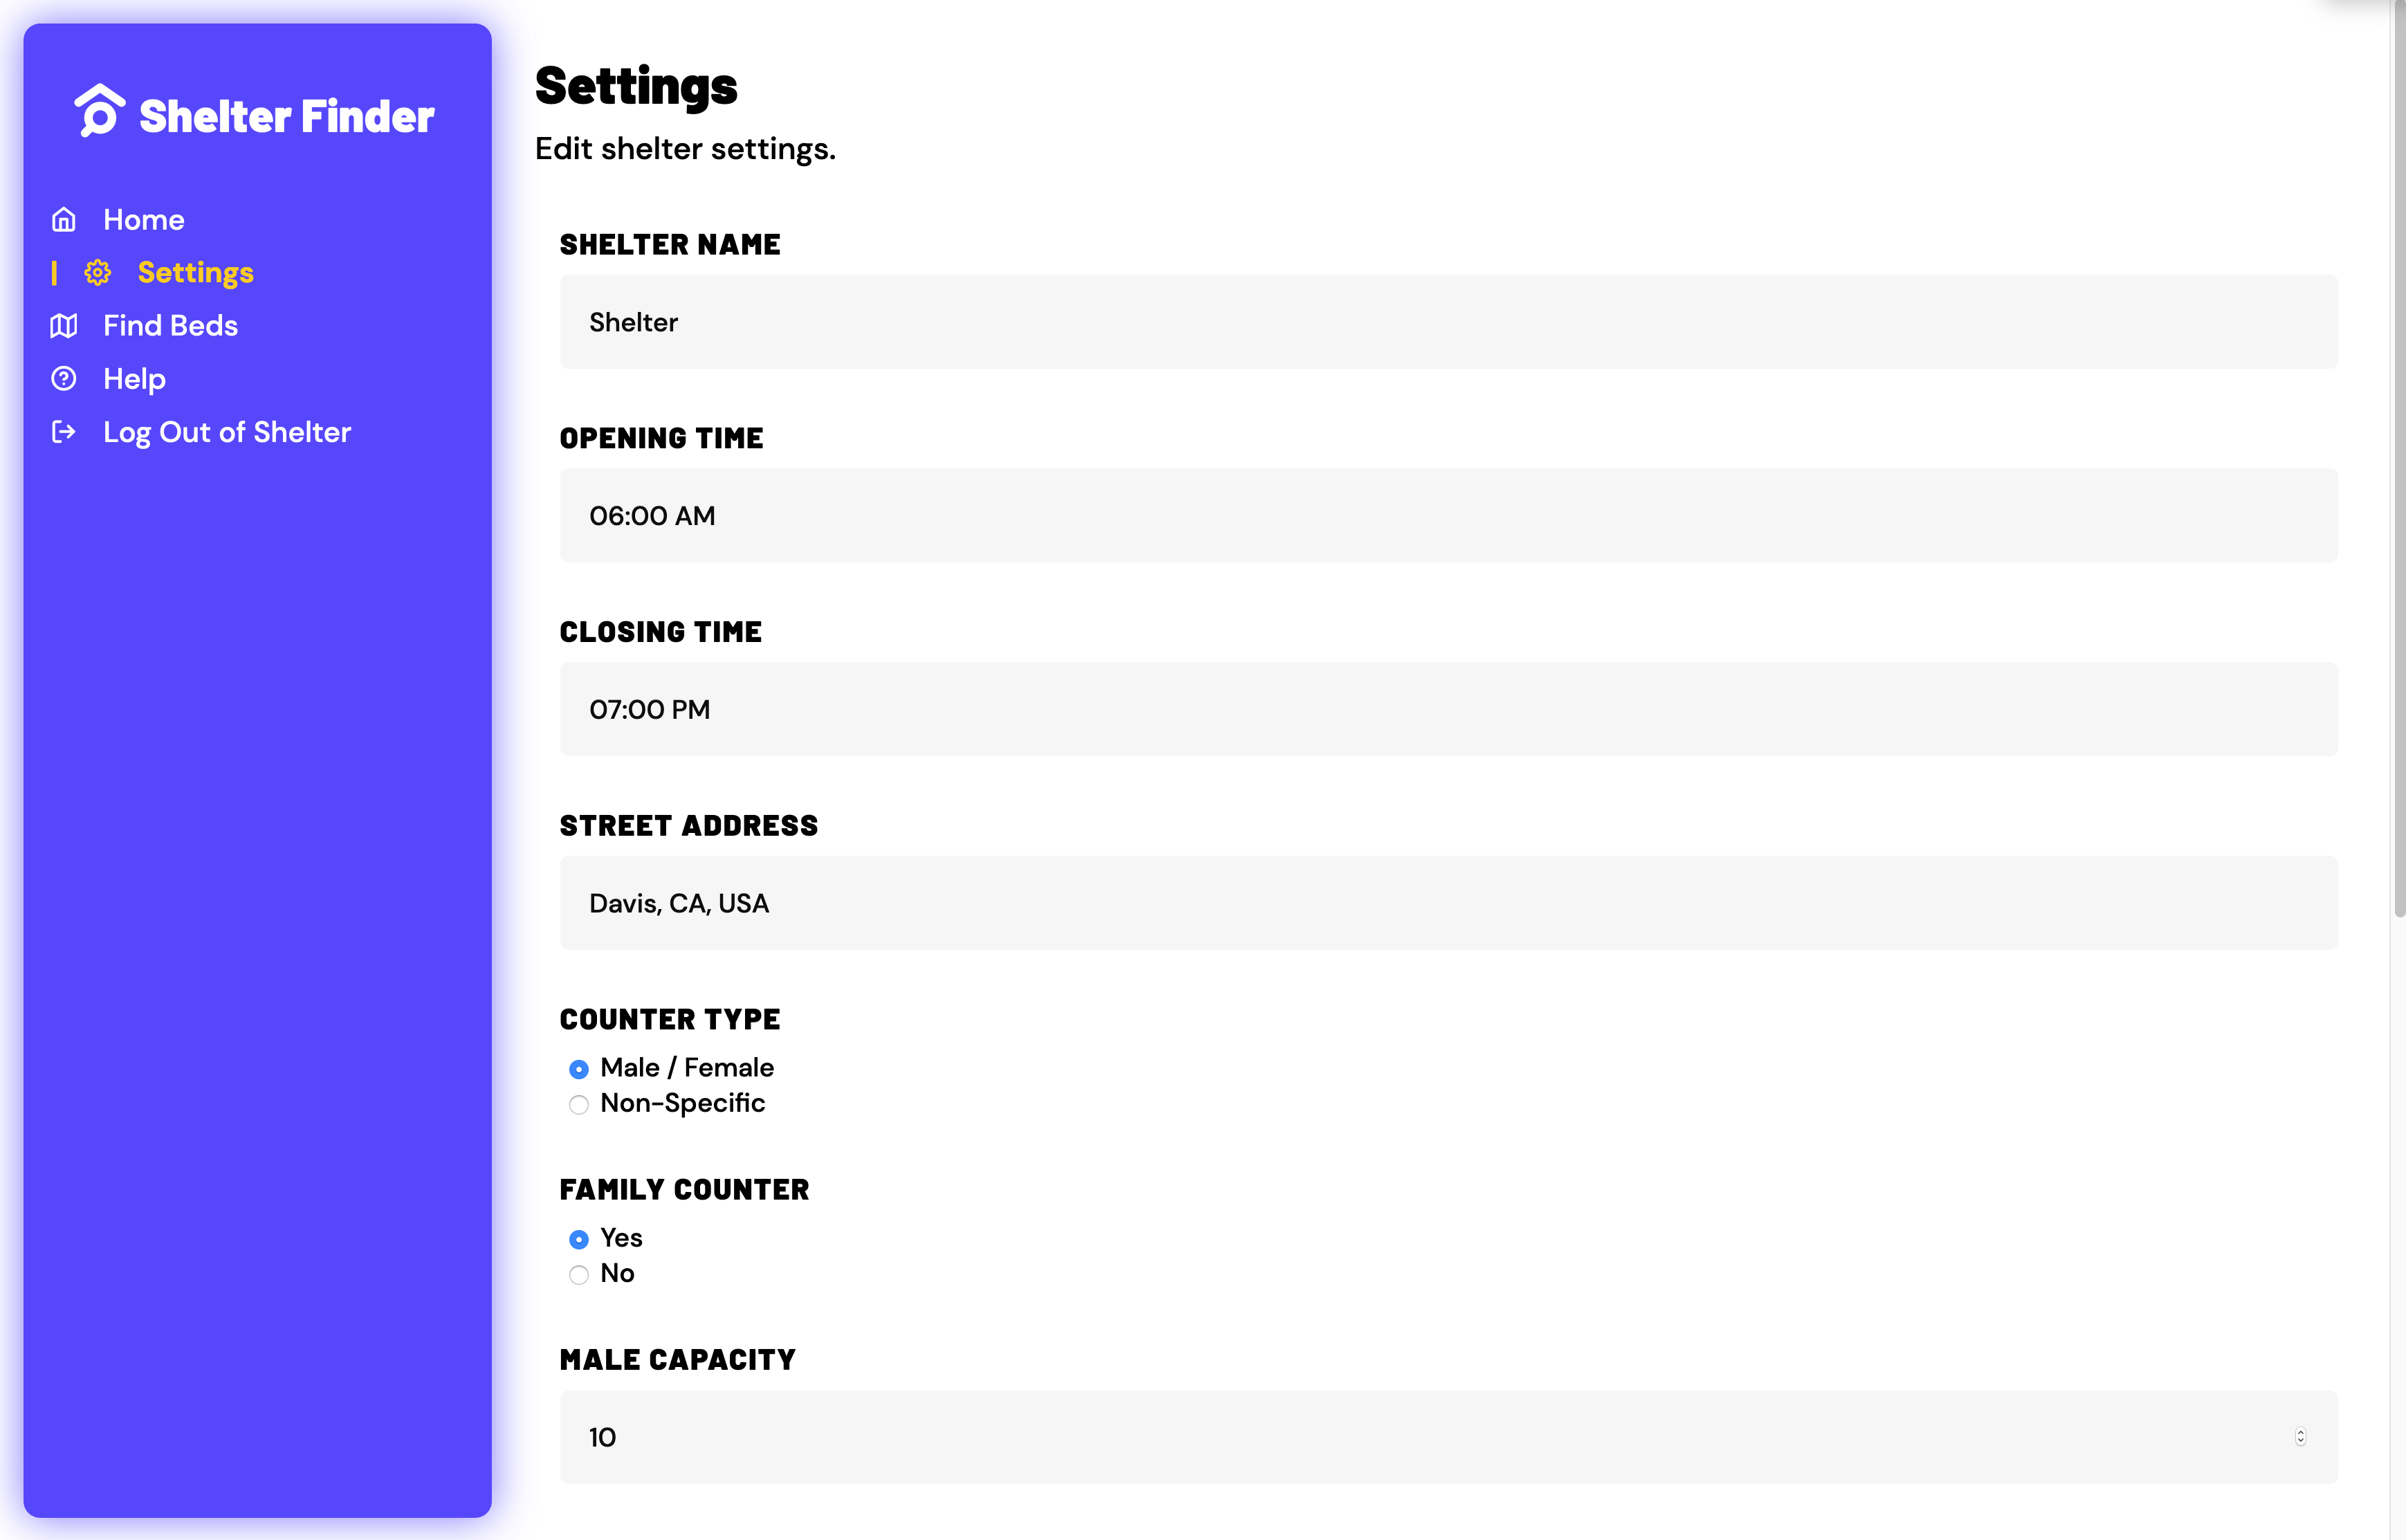 Shelter Finder
Home
Settings
Find Beds
Help
Log Out of Shelter
Settings
Edit shelter settings.
SHELTER NAME
Shelter
OPENING TIME
06:00 AM
CLOSING TIME
07:00 PM
STREET ADDRESS
Davis, CA, USA
COUNTER TYPE
Male / Female
Non-Specific
FAMILY COUNTER
Yes
No
MALE CAPACITY
10